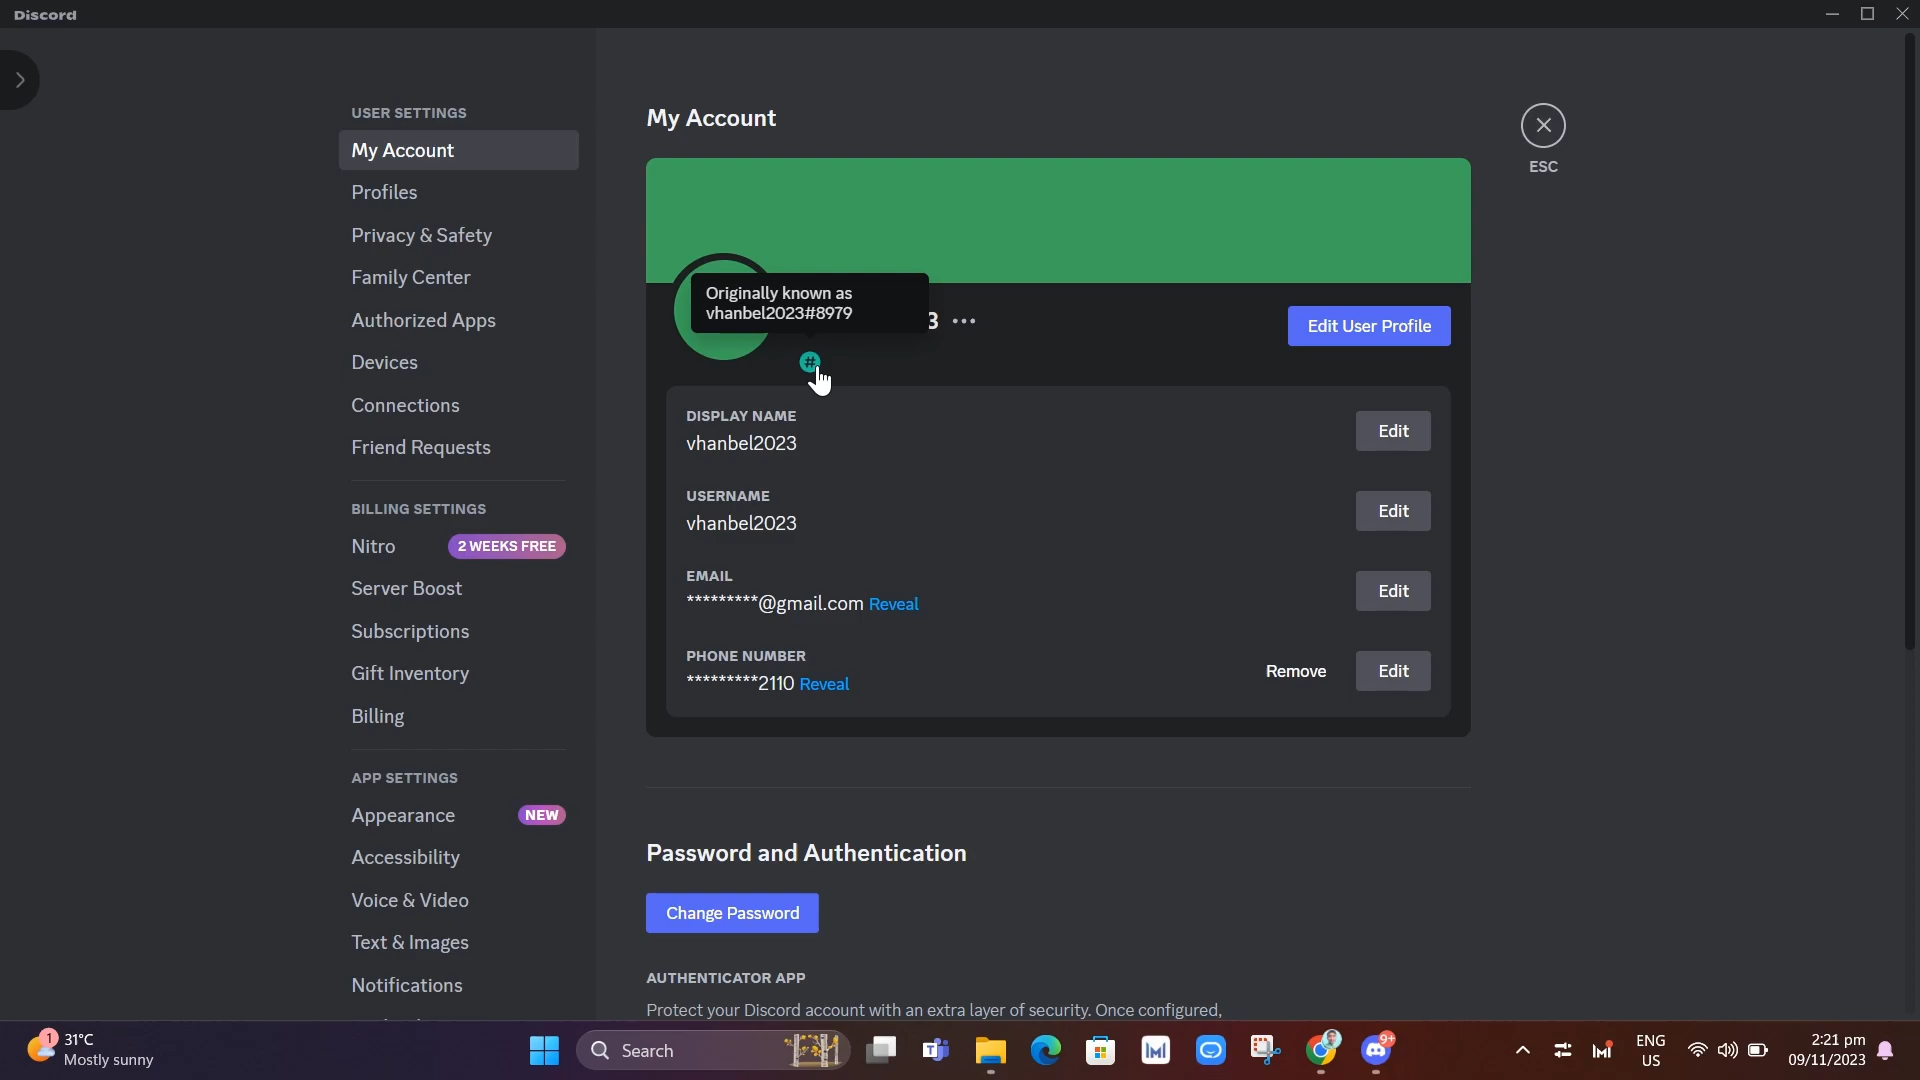 Discord
USER SETTINGS
My Account
Profiles
Privacy & Safety
Family Center
Authorized Apps
Devices
Connections
Friend Requests
BILLING SETTINGS
Nitro
2 WEEKS FREE
Server Boost
Subscriptions
Gift Inventory
Billing
APP SETTINGS
Appearance
NEW
Accessibility
Voice & Video
Text & Images
Notifications
My Account
ESC
Originally known as
vhanbel2023#8979
3
Edit User Profile
#
DISPLAY NAME
vhanbel2023
Edit
USERNAME
vhanbel2023
Edit
EMAIL
*********@gmail.com Reveal
Edit
PHONE NUMBER
*********2110 Reveal
Remove
Edit
Password and Authentication
Change Password
AUTHENTICATOR APP
Protect your Discord account with an extra layer of security. Once configured,
1
31°C
Mostly sunny
Search
9+
ENG
US
2:21 pm
09/11/2023